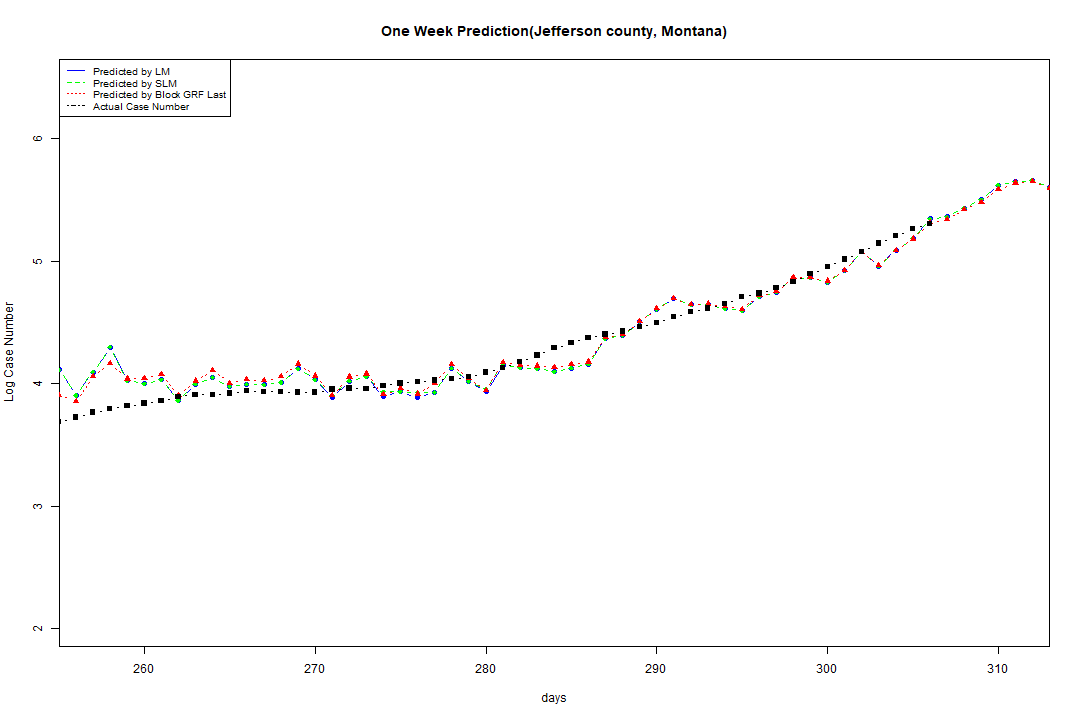 One Week Prediction(Jefferson county, Montana)
Predicted by LM
Predicted by SLM
Predicted by Block GRF Last
Actual Case Number
6
5
4
3
2
Log Case Number
260 270 280 290 300 310
days